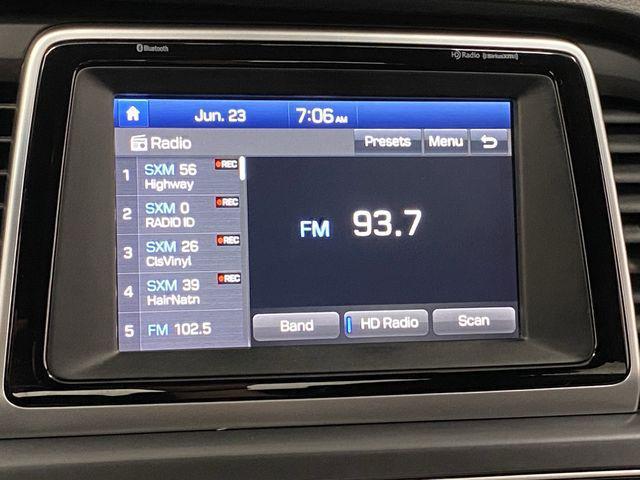 Bluetooth
HD Radio ((SiriusXM))
Jun. 23 7:06 AM
Radio Presets Menu
1 SXM 56 REC
Highway
2 SXM 0 REC
RADIO ID
3 SXM 26 REC
ClsVinyl
4 SXM 39 REC
HairNatn
5 FM 102.5
FM 93.7
Band HD Radio Scan